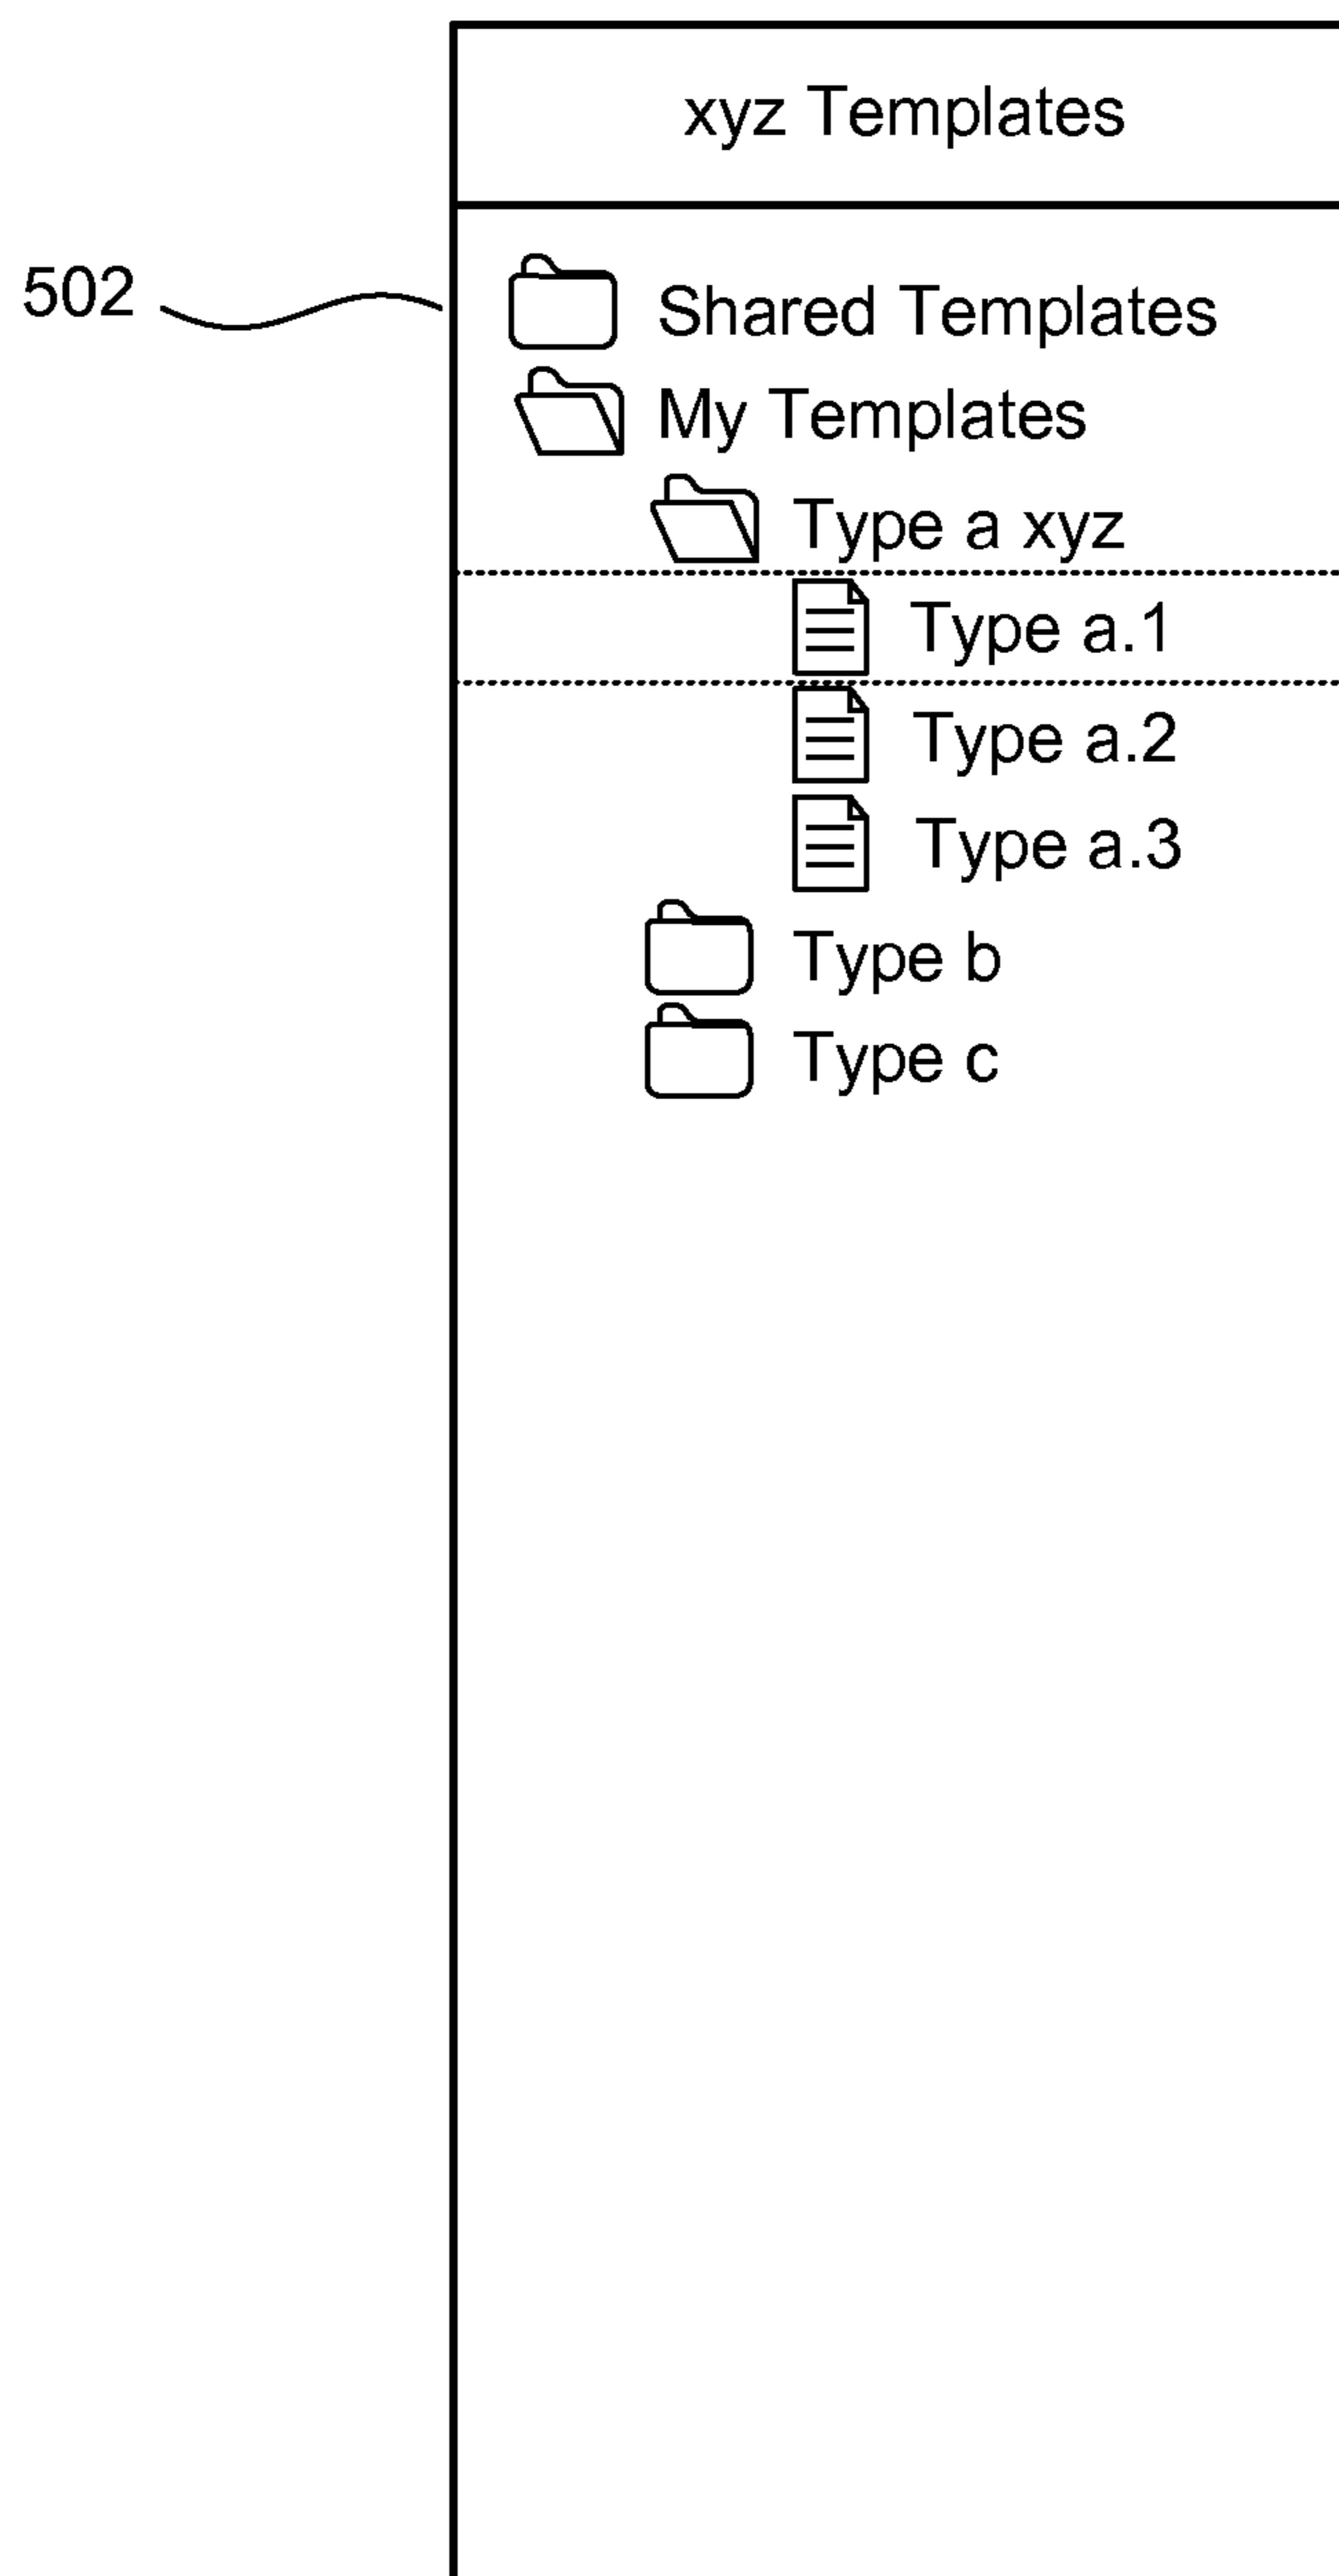 xyz Templates
502
Shared Templates
My Templates
Type a xyz
Type a.1
Type a.2
Type a.3
Type b
Type c